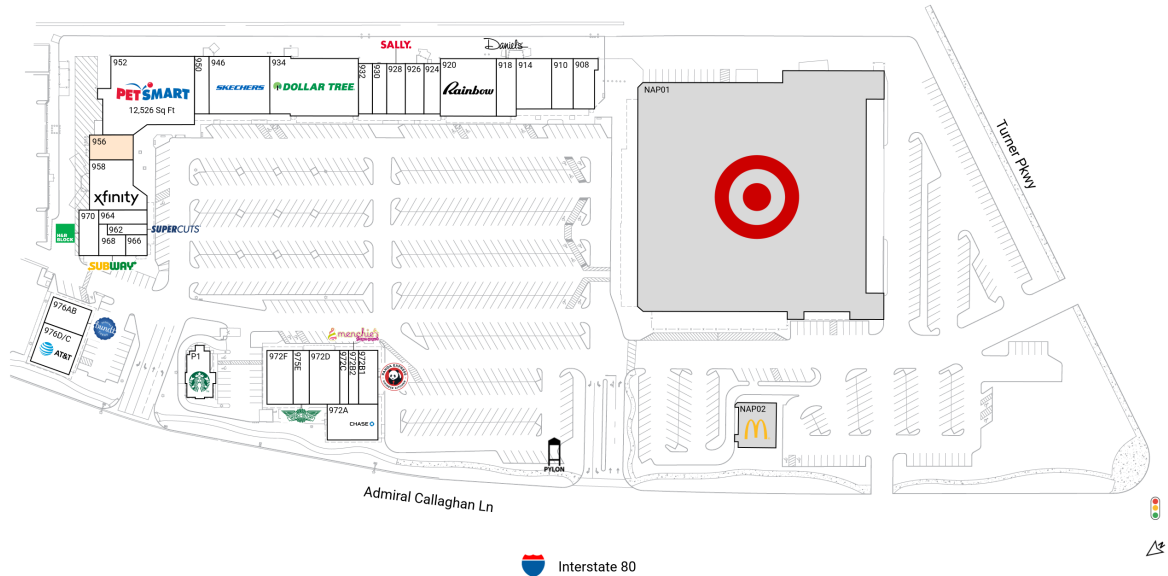 SALLY.
Daniel's
952
PETSMART
12,526 Sq Ft
950
946
SKECHERS
934
DOLLAR TREE
932
930
928
926
924
920
Rainbow
918
914
910
908
NAP01
Turner Pkwy
956
958
xfinity
970
964
962
SUPERCUTS
968
966
H&R
BLOCK
SUBWAY
976AB
976D/C
AT&T
P1
menchie's
972F
975E
972D
972C
972B2
972B1
PANDA EXPRESS
972A
CHASE
NAP02
PYLON
Admiral Callaghan Ln
Interstate 80
N